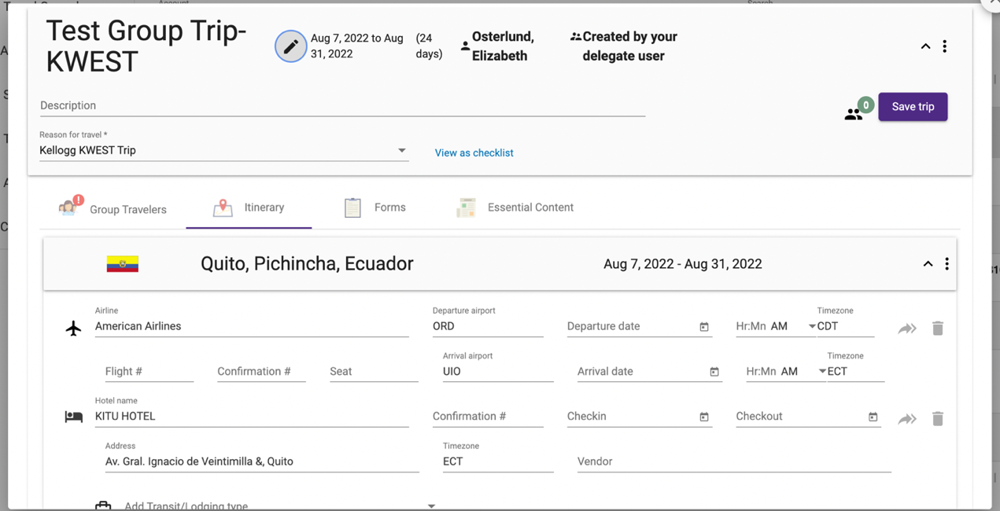 Test Group Trip-
KWEST
Aug 7, 2022 to Aug
31, 2022
(24
days)
Osterlund,
Elizabeth
Created by your
delegate user
Description
0
Save trip
Reason for travel *
Kellogg KWEST Trip
View as checklist
!
Group Travelers
Itinerary
Forms
Essential Content
Quito, Pichincha, Ecuador
Aug 7, 2022 - Aug 31, 2022
Airline
American Airlines
Departure airport
ORD
Departure date
Hr:Mn AM
Timezone
CDT
Flight #
Confirmation #
Seat
Arrival airport
UIO
Arrival date
Hr:Mn AM
Timezone
ECT
Hotel name
KITU HOTEL
Confirmation #
Checkin
Checkout
Address
Av. Gral. Ignacio de Veintimilla &, Quito
Timezone
ECT
Vendor
Add Transit/Lodging type